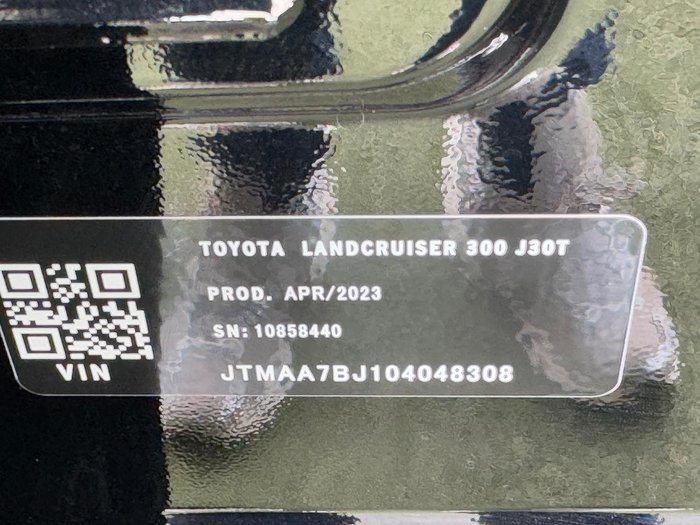 TOYOTA LANDCRUISER 300 J30T
PROD. APR/2023
SN: 10858440
VIN
JTMAA7BJ104048308